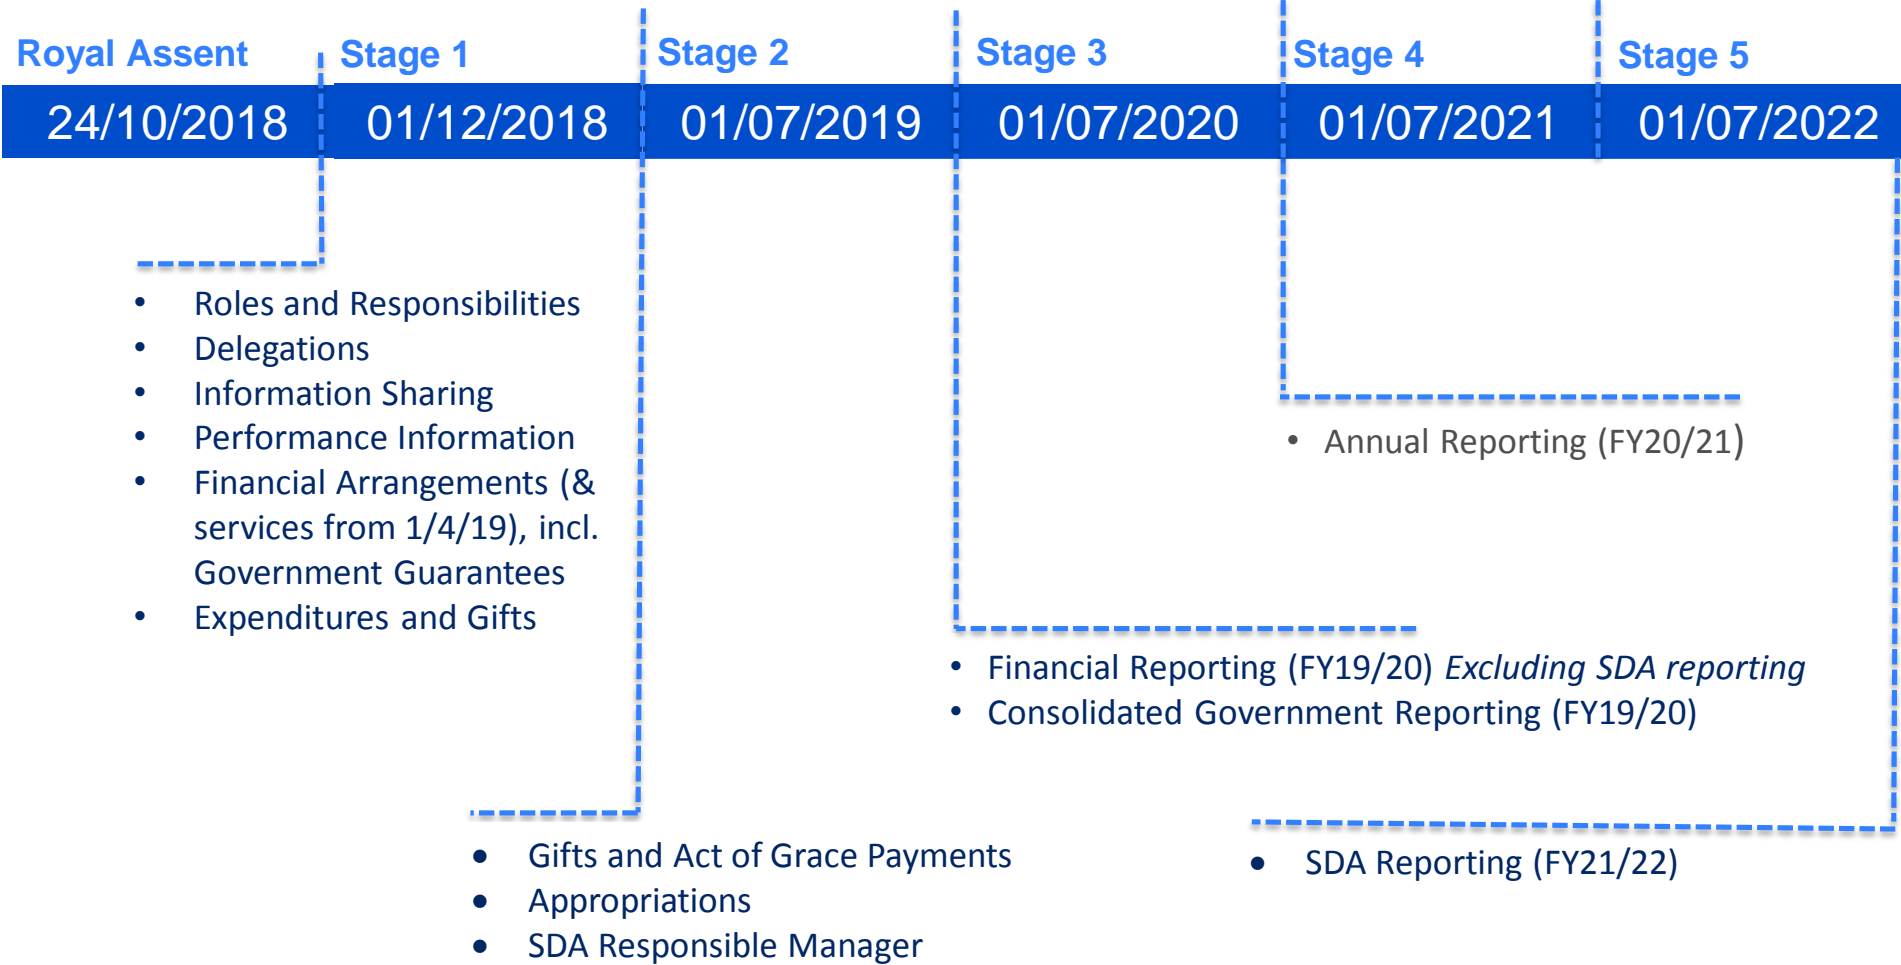 Royal Assent
Stage 1
Stage 2
Stage 3
Stage 4
Stage 5
24/10/2018
01/12/2018
01/07/2019
01/07/2020
01/07/2021
01/07/2022
• Roles and Responsibilities
• Delegations
• Information Sharing
• Performance Information
• Financial Arrangements (&
services from 1/4/19), incl.
Government Guarantees
• Expenditures and Gifts
• Annual Reporting (FY20/21)
• Financial Reporting (FY19/20) Excluding SDA reporting
• Consolidated Government Reporting (FY19/20)
• Gifts and Act of Grace Payments
• Appropriations
• SDA Responsible Manager
• SDA Reporting (FY21/22)